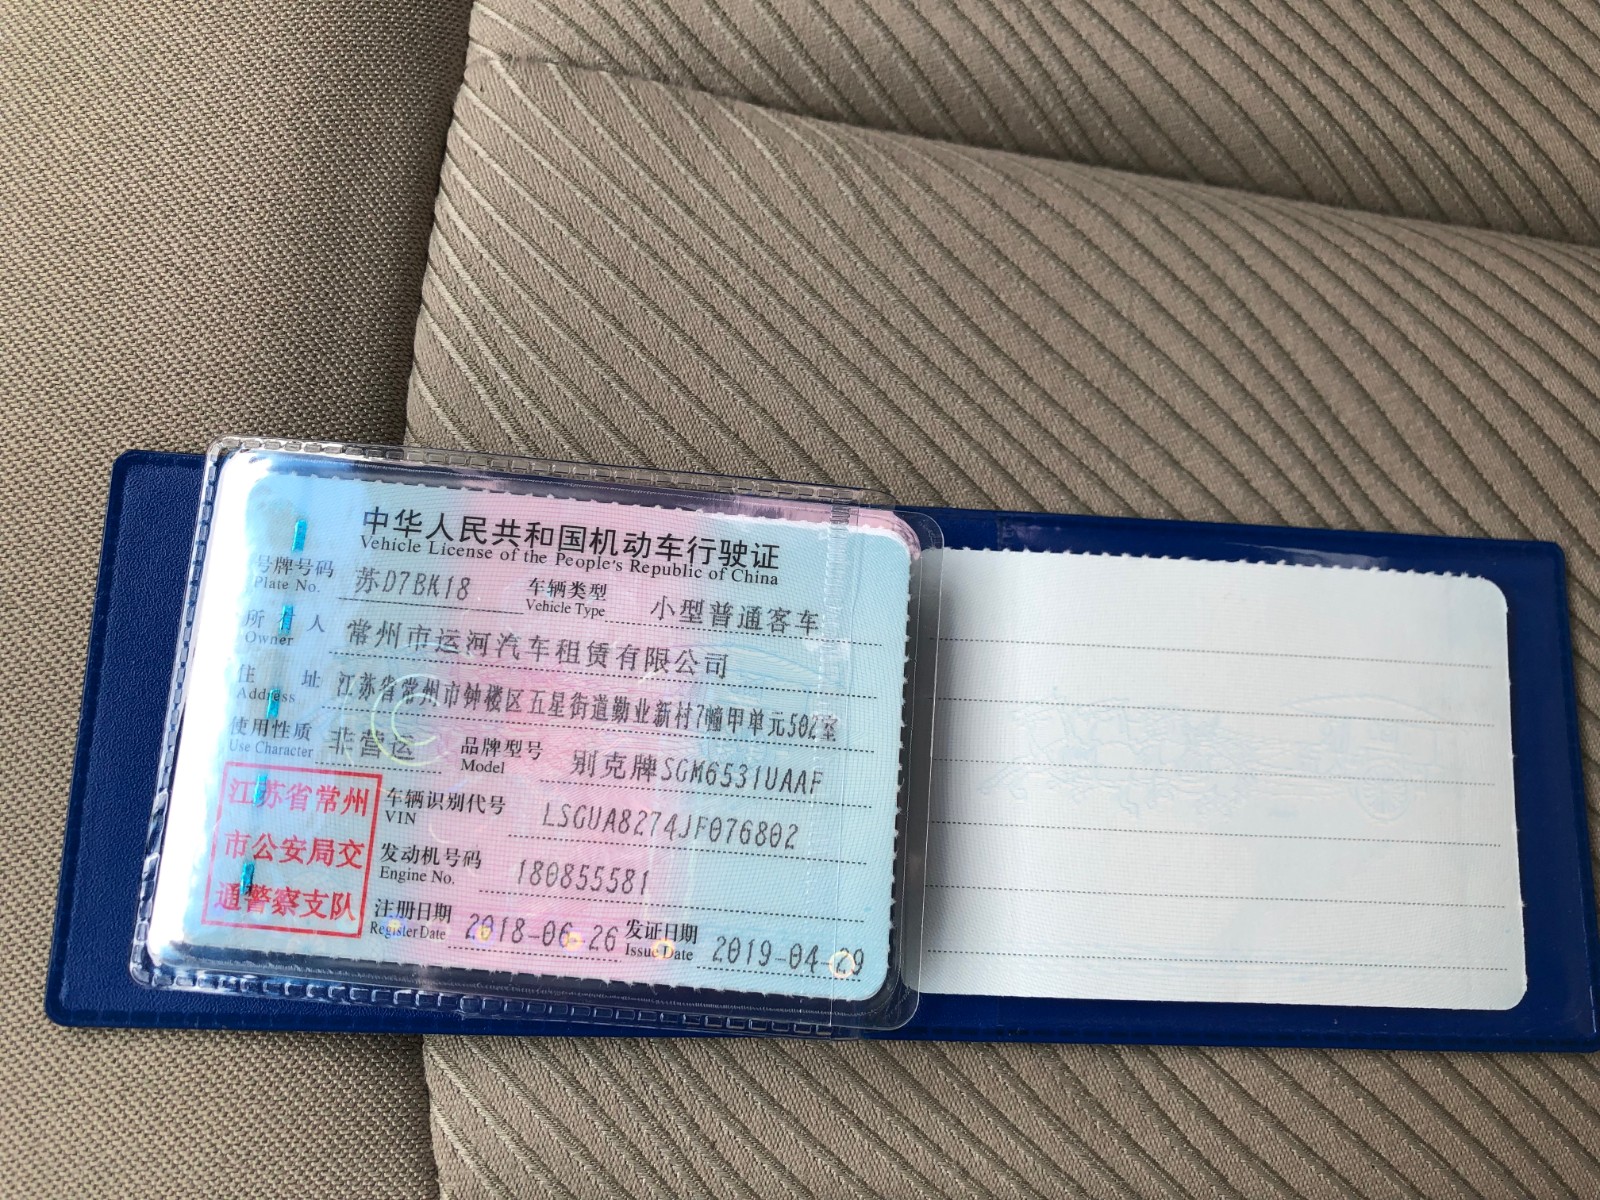 中华人民共和国机动车行驶证
Vehicle License of the People's Republic of China
号牌号码 苏D7BK18 车辆类型 小型普通客车
Plate No. Vehicle Type
所有人 常州市运河汽车租赁有限公司
Owner
住址 江苏省常州市钟楼区五星街道勤业新村7幢甲单元502室
Address
使用性质 非营运 品牌型号 别克牌SGM6531UAAF
Use Character Model
江苏省常州
市公安局交
通警察支队
车辆识别代号 LSGUA8274JF076802
VIN
发动机号码 180855581
Engine No.
注册日期 2018-06-26 发证日期 2019-04-29
Register Date Issue Date